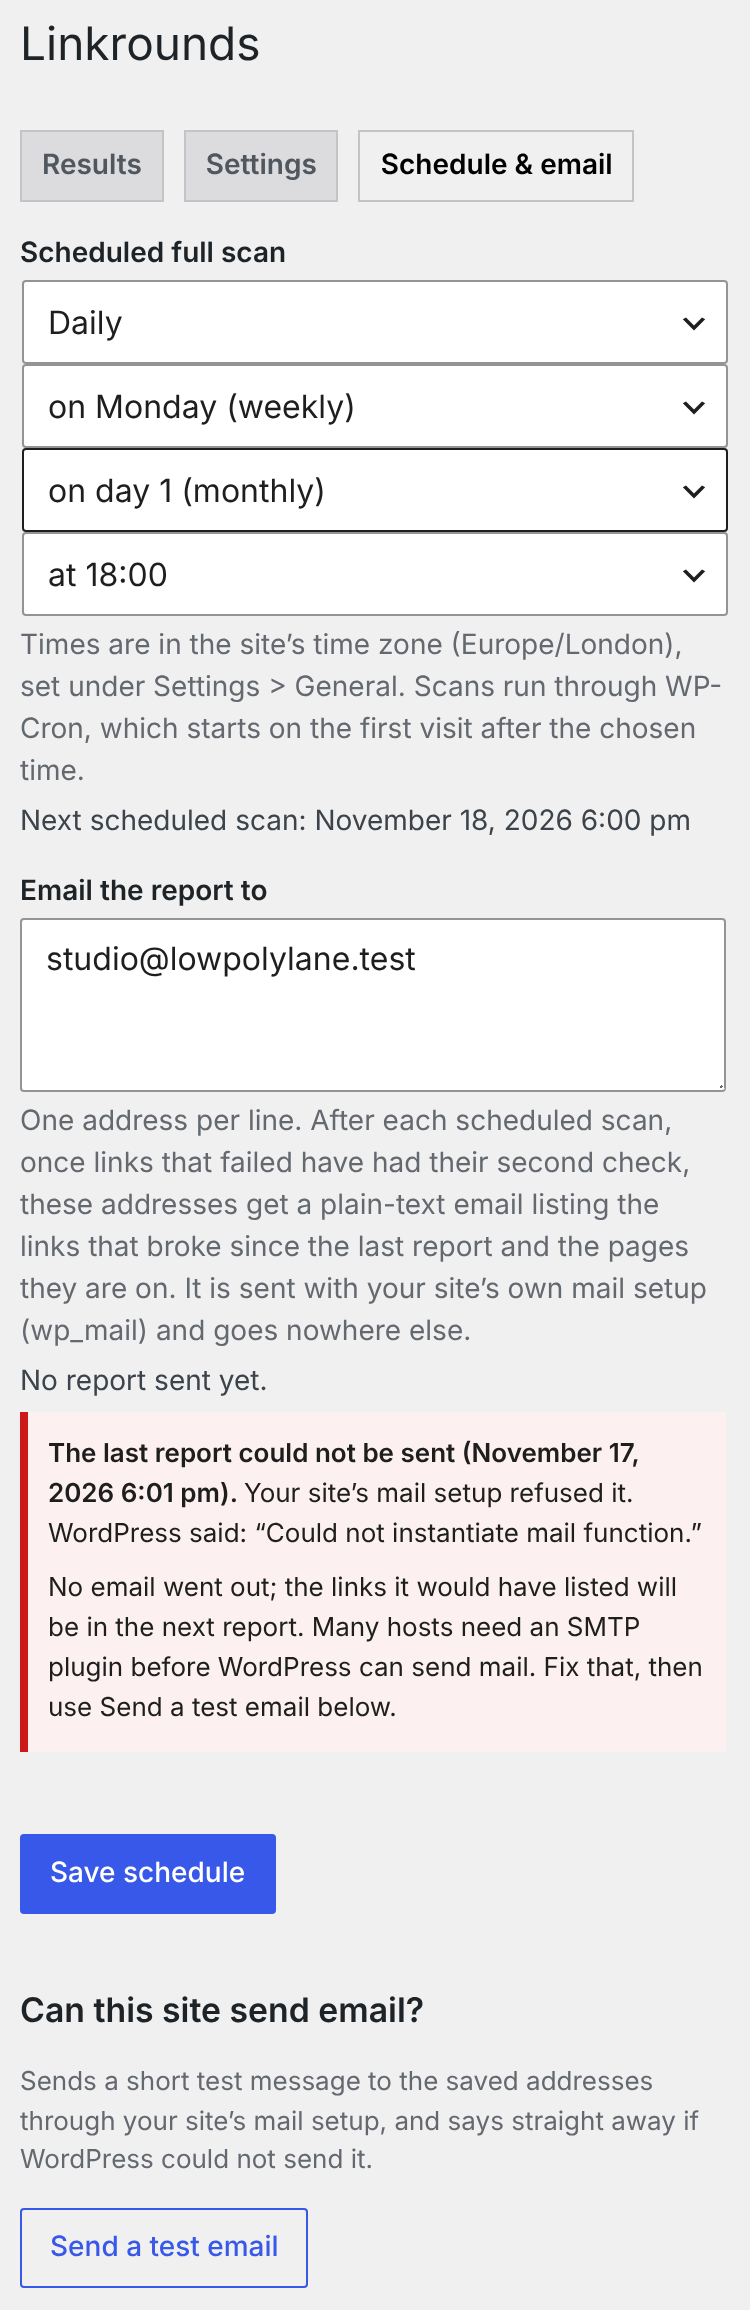 Linkrounds
Results
Settings
Schedule & email
Scheduled full scan
Daily
on Monday (weekly)
on day 1 (monthly)
at 18:00
Times are in the site’s time zone (Europe/London),
set under Settings > General. Scans run through WP-
Cron, which starts on the first visit after the chosen
time.
Next scheduled scan: November 18, 2026 6:00 pm
Email the report to
studio@lowpolylane.test
One address per line. After each scheduled scan,
once links that failed have had their second check,
these addresses get a plain-text email listing the
links that broke since the last report and the pages
they are on. It is sent with your site’s own mail setup
(wp_mail) and goes nowhere else.
No report sent yet.
The last report could not be sent (November 17,
2026 6:01 pm). Your site’s mail setup refused it.
WordPress said: “Could not instantiate mail function.”
No email went out; the links it would have listed will
be in the next report. Many hosts need an SMTP
plugin before WordPress can send mail. Fix that, then
use Send a test email below.
Save schedule
Can this site send email?
Sends a short test message to the saved addresses
through your site’s mail setup, and says straight away if
WordPress could not send it.
Send a test email